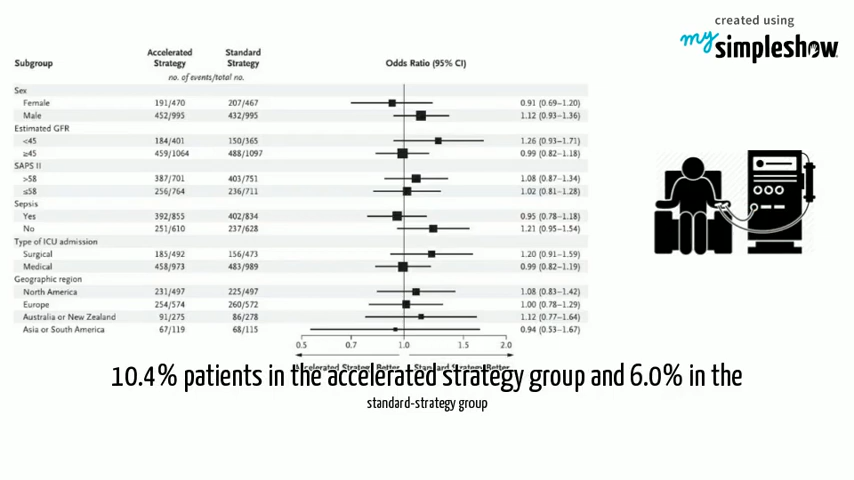 created using
my simpleshow.
Subgroup Accelerated Strategy Standard Strategy Odds Ratio (95% CI)
no. of events/total no.
Sex
Female 191/470 207/467 0.91 (0.69–1.20)
Male 452/995 432/995 1.12 (0.93–1.36)
Estimated GFR
<45 184/401 150/365 1.26 (0.93–1.71)
≥45 459/1064 488/1097 0.99 (0.82–1.18)
SAPS II
>58 387/701 403/751 1.08 (0.87–1.34)
≤58 256/764 236/711 1.02 (0.81–1.28)
Sepsis
Yes 392/855 402/834 0.95 (0.78–1.18)
No 251/610 237/628 1.21 (0.95–1.54)
Type of ICU admission
Surgical 185/492 156/473 1.20 (0.91–1.59)
Medical 458/973 483/989 0.99 (0.82–1.19)
Geographic region
North America 231/497 225/497 1.08 (0.83–1.42)
Europe 254/574 260/572 1.00 (0.78–1.29)
Australia or New Zealand 91/275 86/278 1.12 (0.77–1.64)
Asia or South America 67/119 68/115 0.94 (0.53–1.67)
0.5 0.7 1.0 1.5 2.0
Accelerated Strategy Better Standard Strategy Better
10.4% patients in the accelerated strategy group and 6.0% in the
standard-strategy group